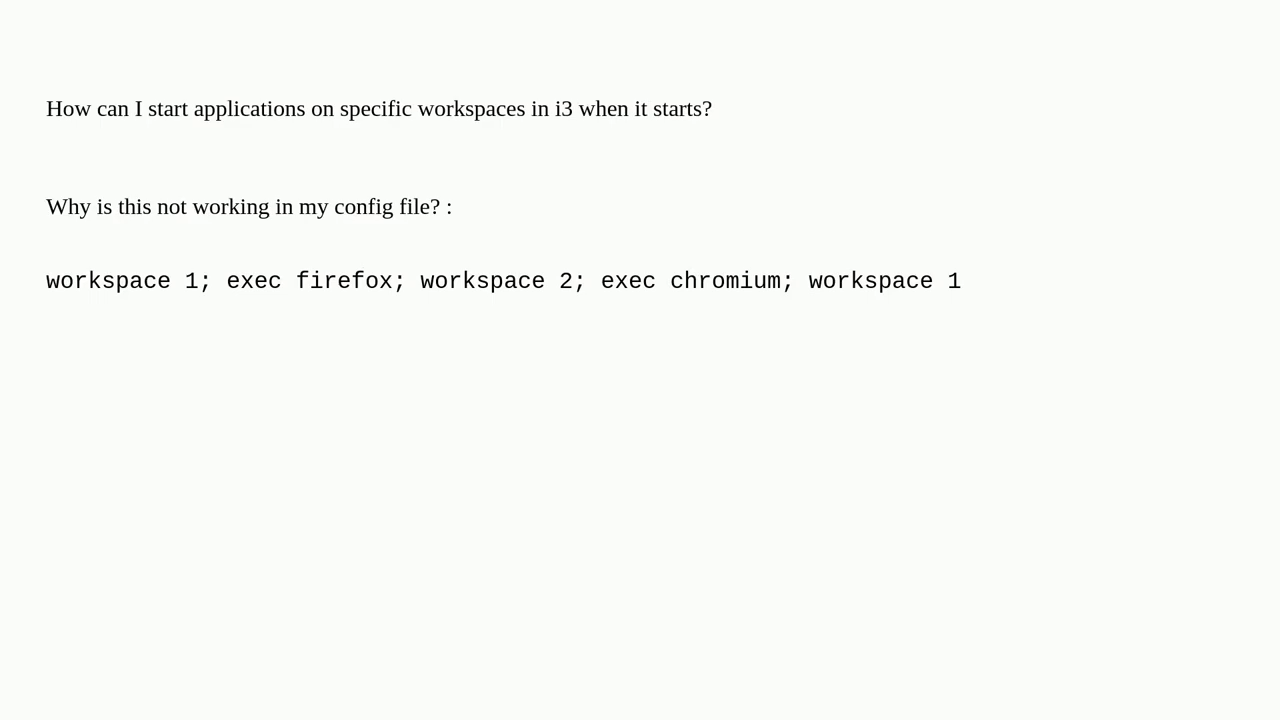 How can I start applications on specific workspaces in i3 when it starts?
Why is this not working in my config file? :
workspace 1; exec firefox; workspace 2; exec chromium; workspace 1